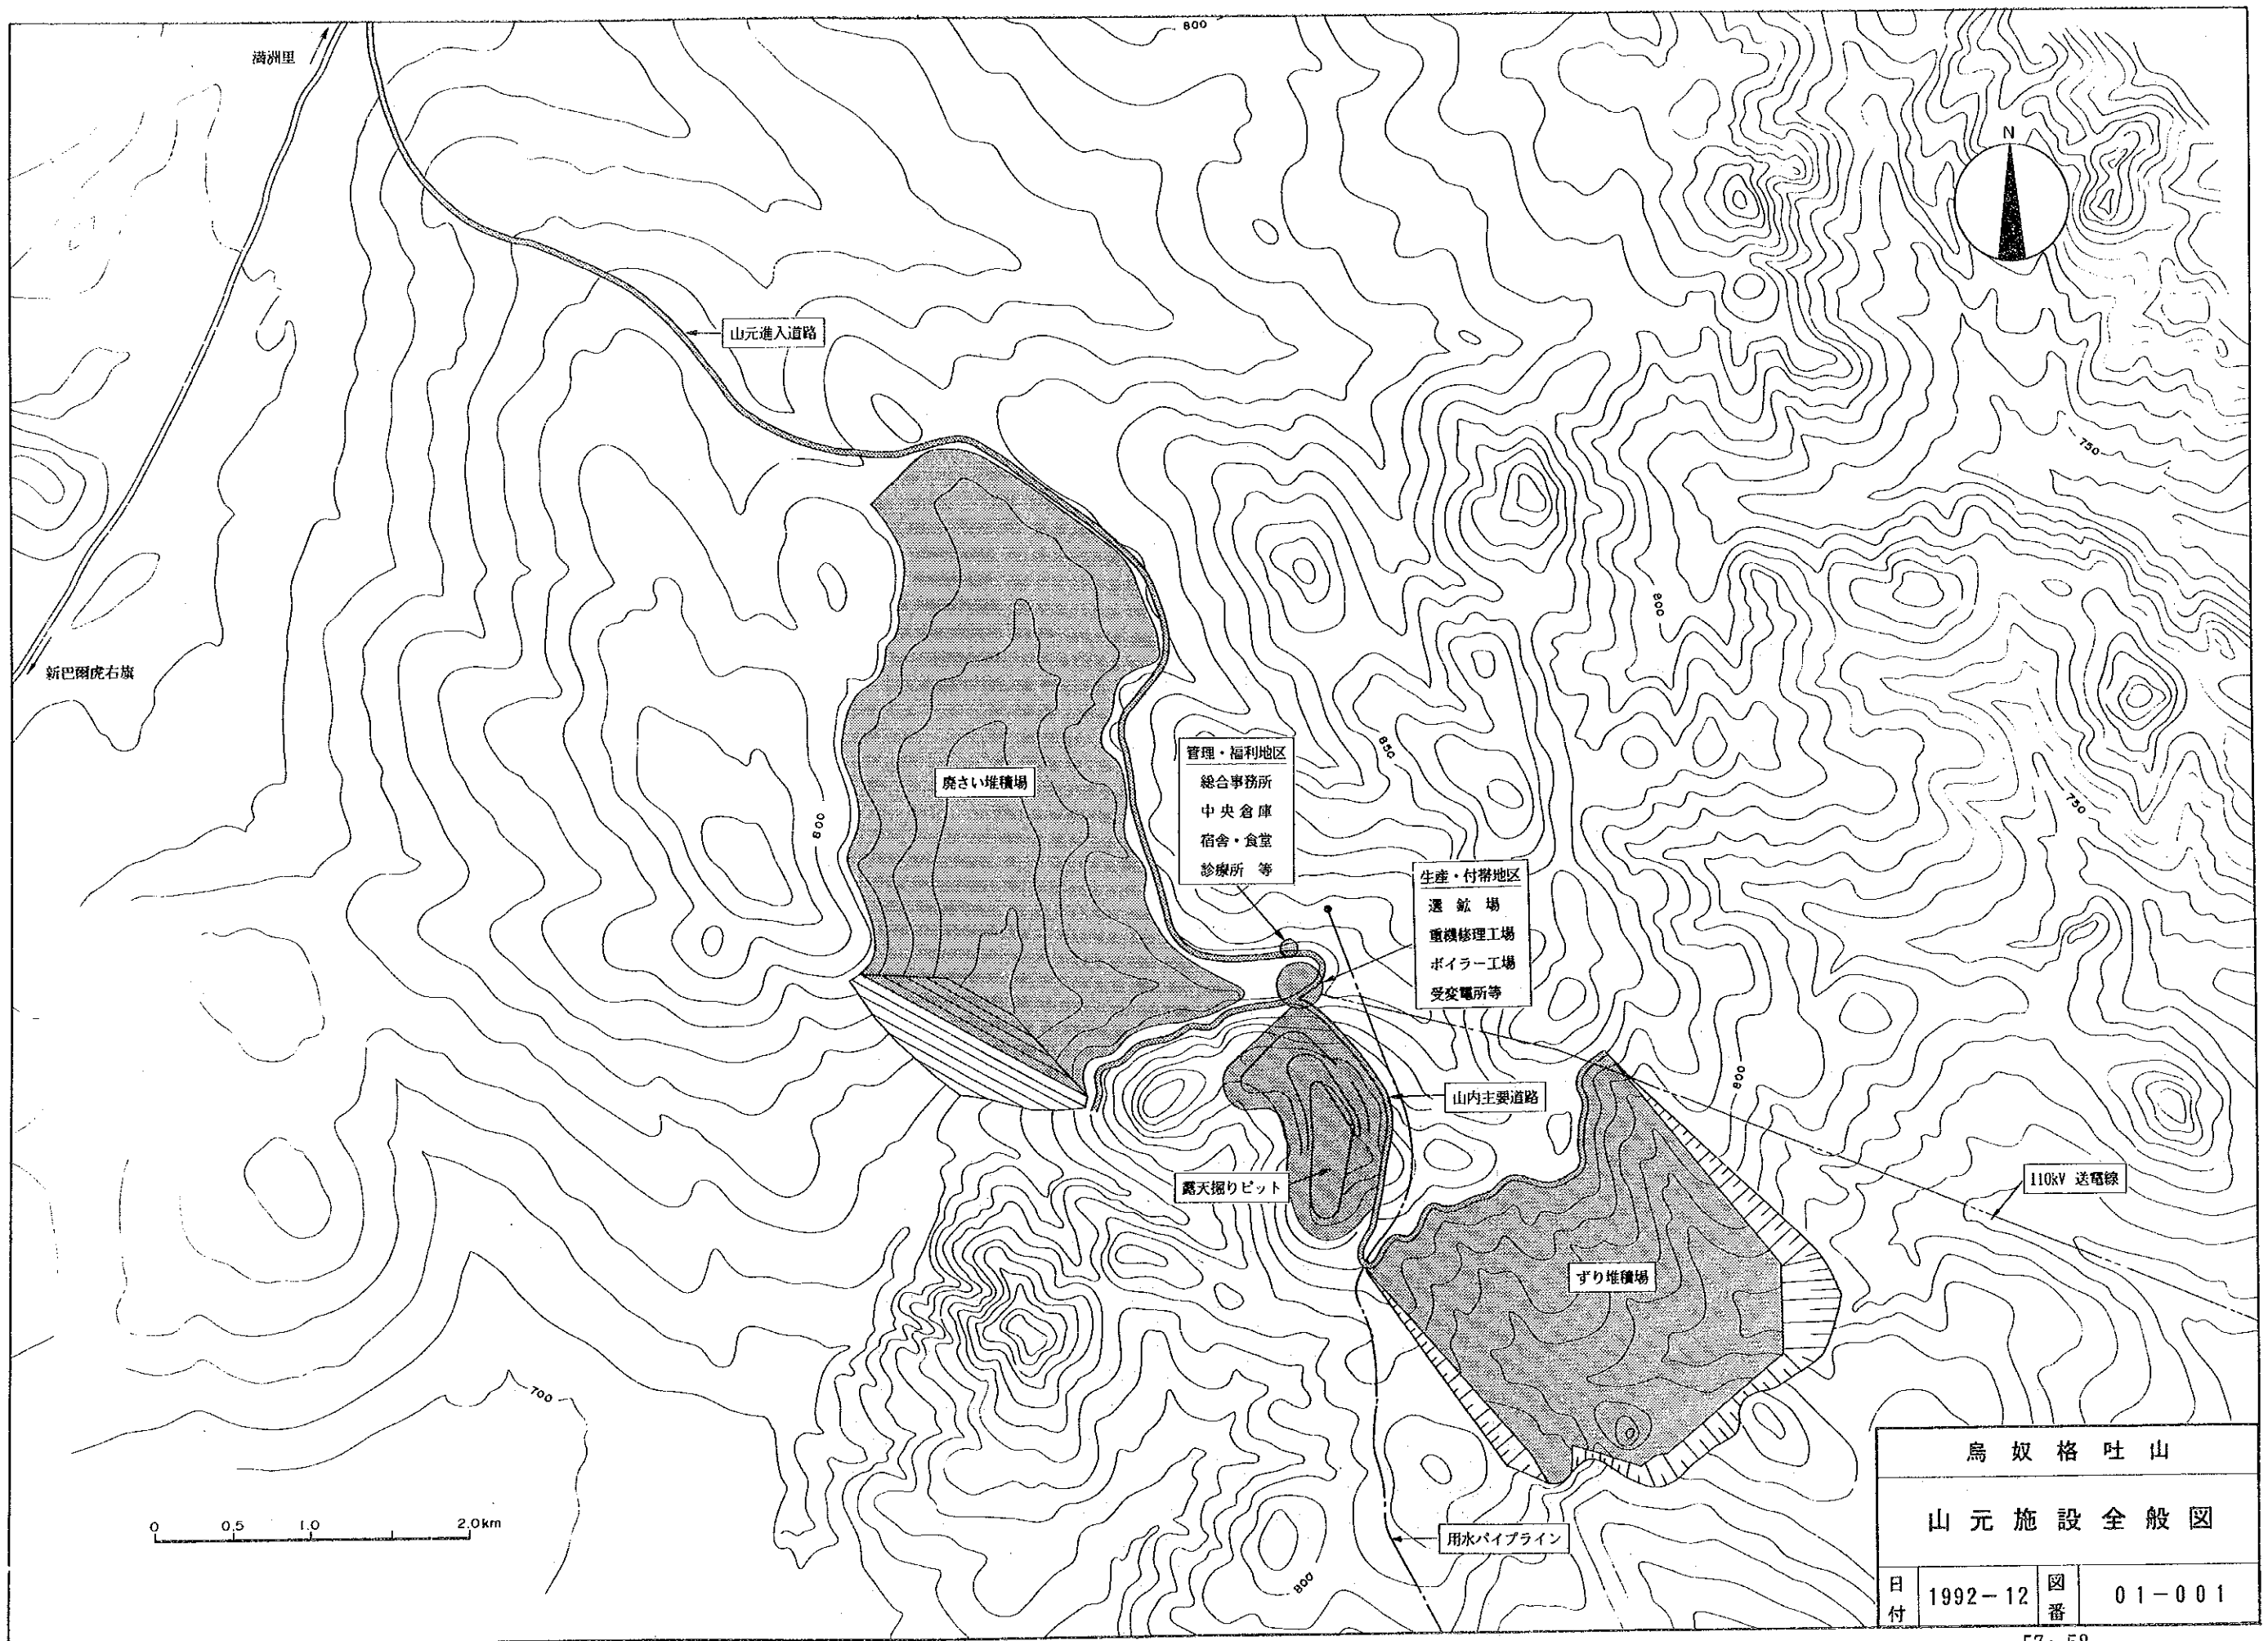 800
満洲里
N
山元進入道路
750
800
新巴爾虎右旗
850
管理・福利地区
総合事務所
中央倉庫
宿舎・食堂
診療所 等
廃さい堆積場
800
750
生産・付帯地区
選鉱場
重機修理工場
ボイラー工場
受変電所等
800
山内主要道路
110kV 送電線
露天掘りピット
ずり堆積場
700
0 0.5 1.0 2.0km
用水パイプライン
800
烏奴格吐山
山元施設全般図
日付 1992-12 図番 01-001